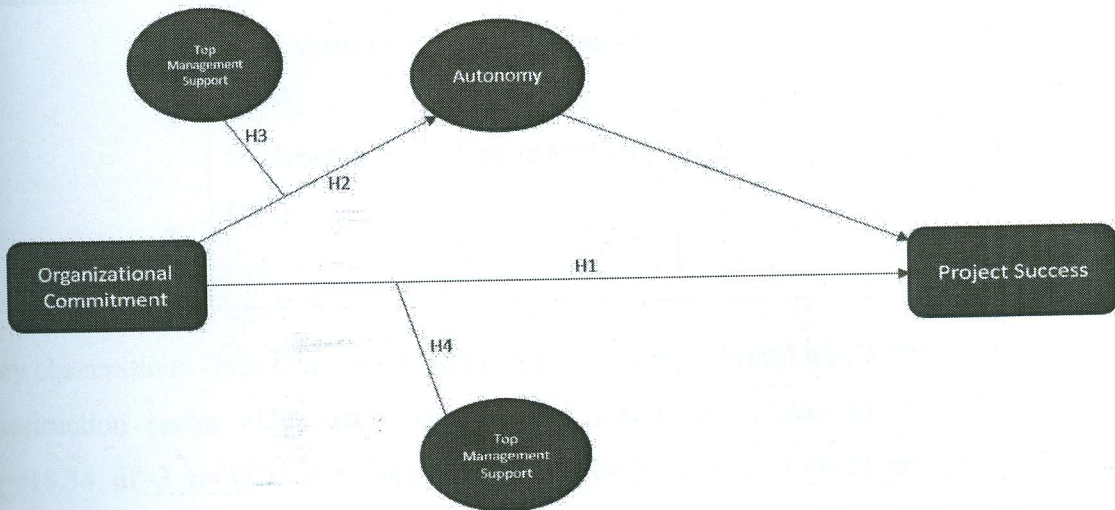 Top
Management
Support
Autonomy
H3
H2
Organizational
Commitment
H1
Project Success
H4
Top
Management
Support